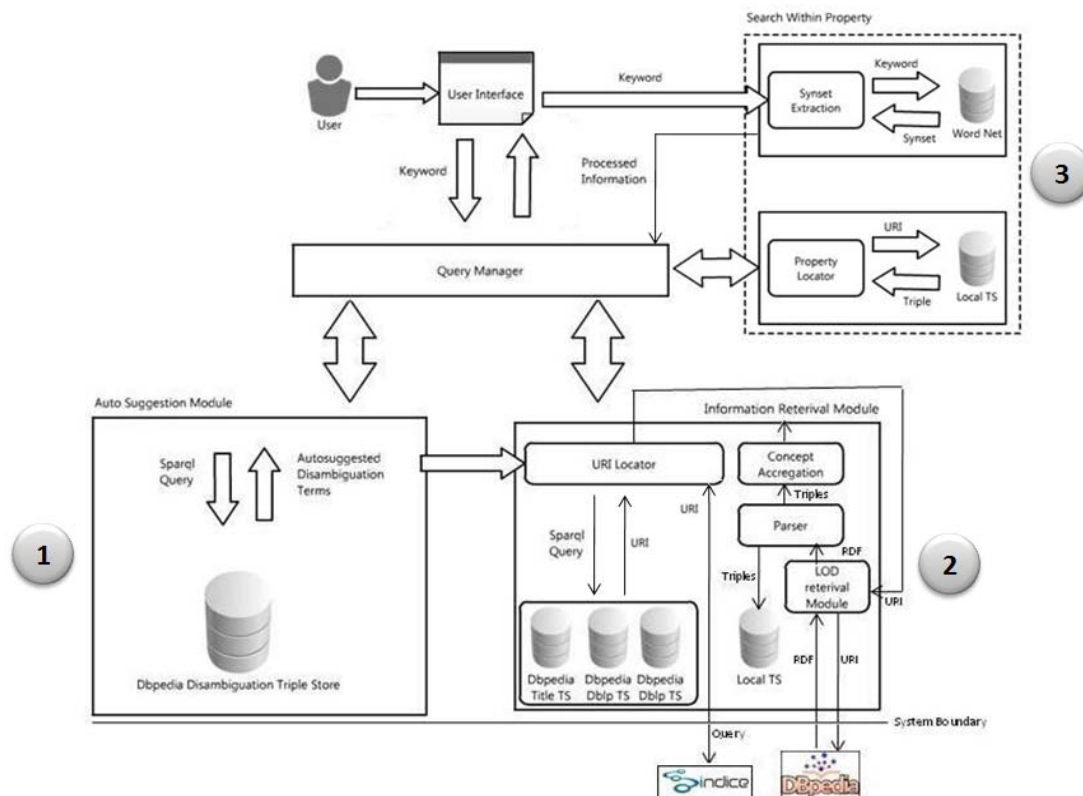 Search Within Property
User
User Interface
Keyword
Synset
Extraction
Keyword
Synset
Word Net
3
Keyword
Processed
Information
Query Manager
Property
Locator
URI
Triple
Local TS
Auto Suggestion Module
Sparql
Query
Autosuggested
Disambiguation
Terms
Dbpedia Disambiguation Triple Store
1
Information Reterival Module
URI Locator
Sparql
Query
URI
URI
Concept
Accregation
Triples
Parser
RDF
Triples
LOD
reterival
Module
URI
2
Dbpedia
Title TS
Dbpedia
Dblp TS
Dbpedia
Dblp TS
Local TS
RDF
URI
System Boundary
Query
Sindice
DBpedia